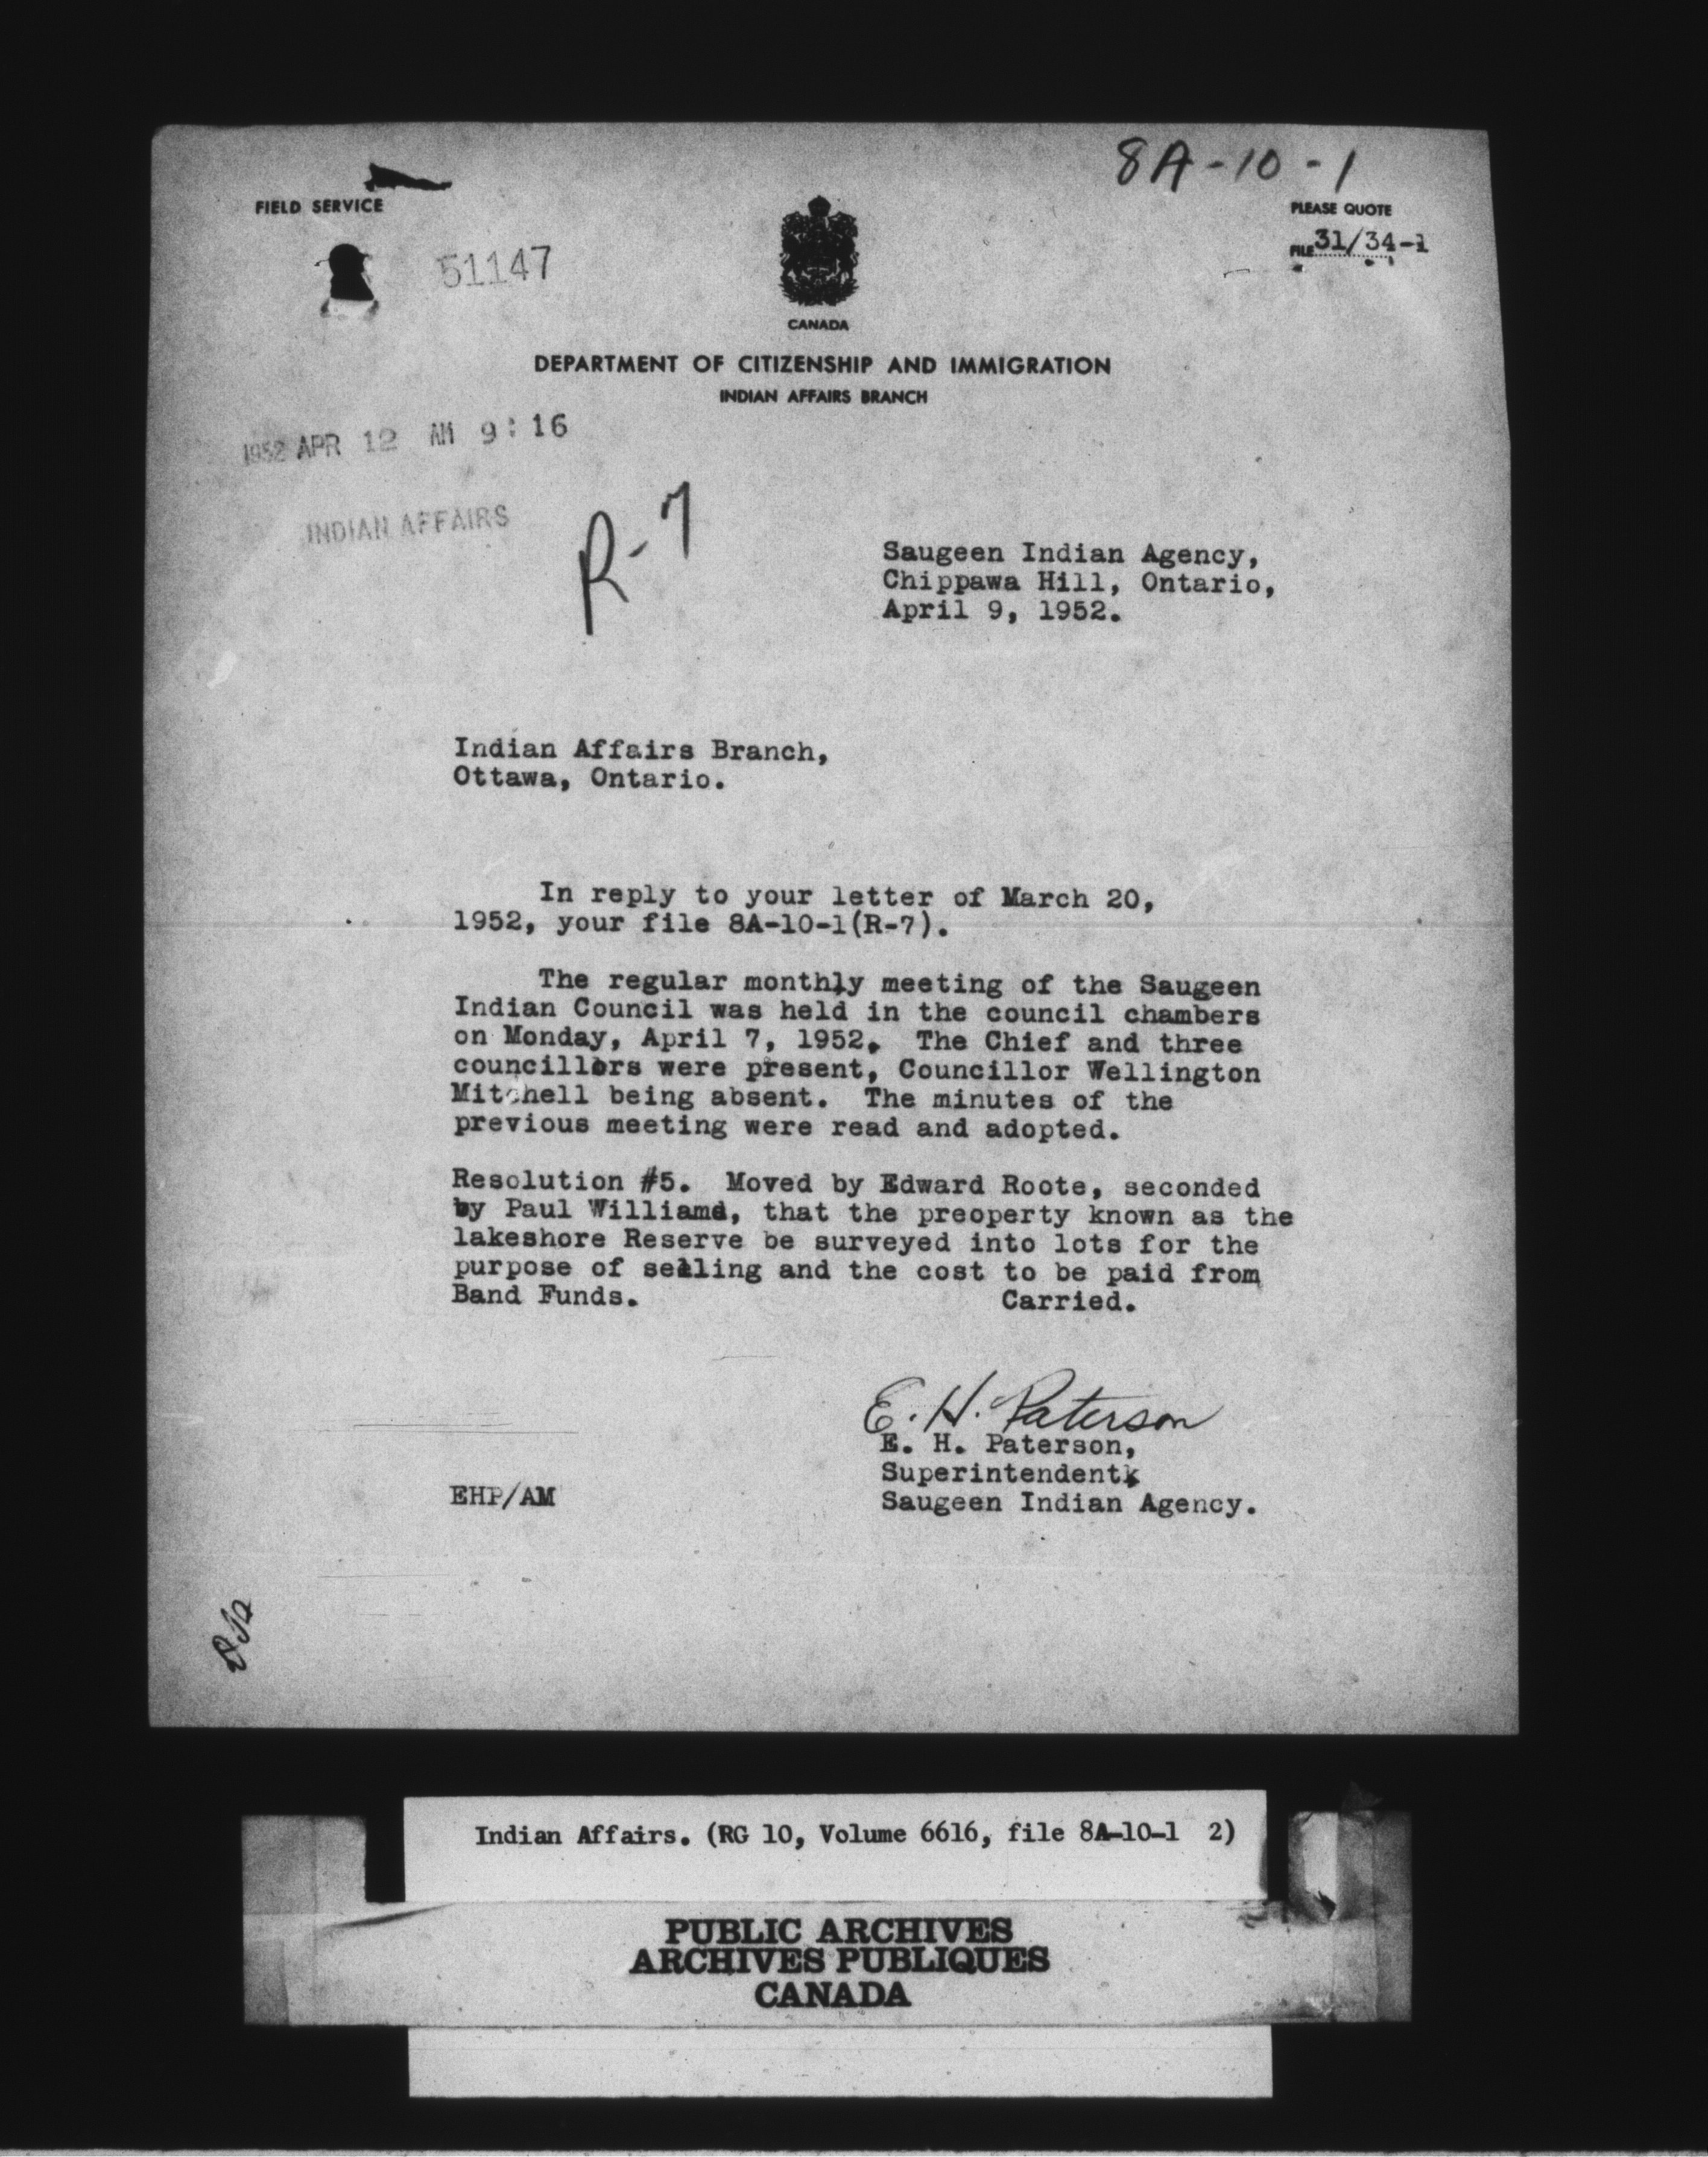 8A-10-1
FIELD SERVICE
PLEASE QUOTE
FILE 31/34-1
51147
CANADA
DEPARTMENT OF CITIZENSHIP AND IMMIGRATION
INDIAN AFFAIRS BRANCH
1952 APR 12 AM 9:16
INDIAN AFFAIRS
R-7
Saugeen Indian Agency,
Chippawa Hill, Ontario,
April 9, 1952.
Indian Affairs Branch,
Ottawa, Ontario.
In reply to your letter of March 20,
1952, your file 8A-10-1(R-7).
The regular monthly meeting of the Saugeen
Indian Council was held in the council chambers
on Monday, April 7, 1952. The Chief and three
councillors were present, Councillor Wellington
Mitchell being absent. The minutes of the
previous meeting were read and adopted.
Resolution #5. Moved by Edward Roote, seconded
by Paul Williams, that the preoperty known as the
lakeshore Reserve be surveyed into lots for the
purpose of selling and the cost to be paid from
Band Funds. Carried.
E. H. Paterson
E. H. Paterson,
Superintendent,
Saugeen Indian Agency.
EHP/AM
Indian Affairs. (RG 10, Volume 6616, file 8A-10-1 2)
PUBLIC ARCHIVES
ARCHIVES PUBLIQUES
CANADA